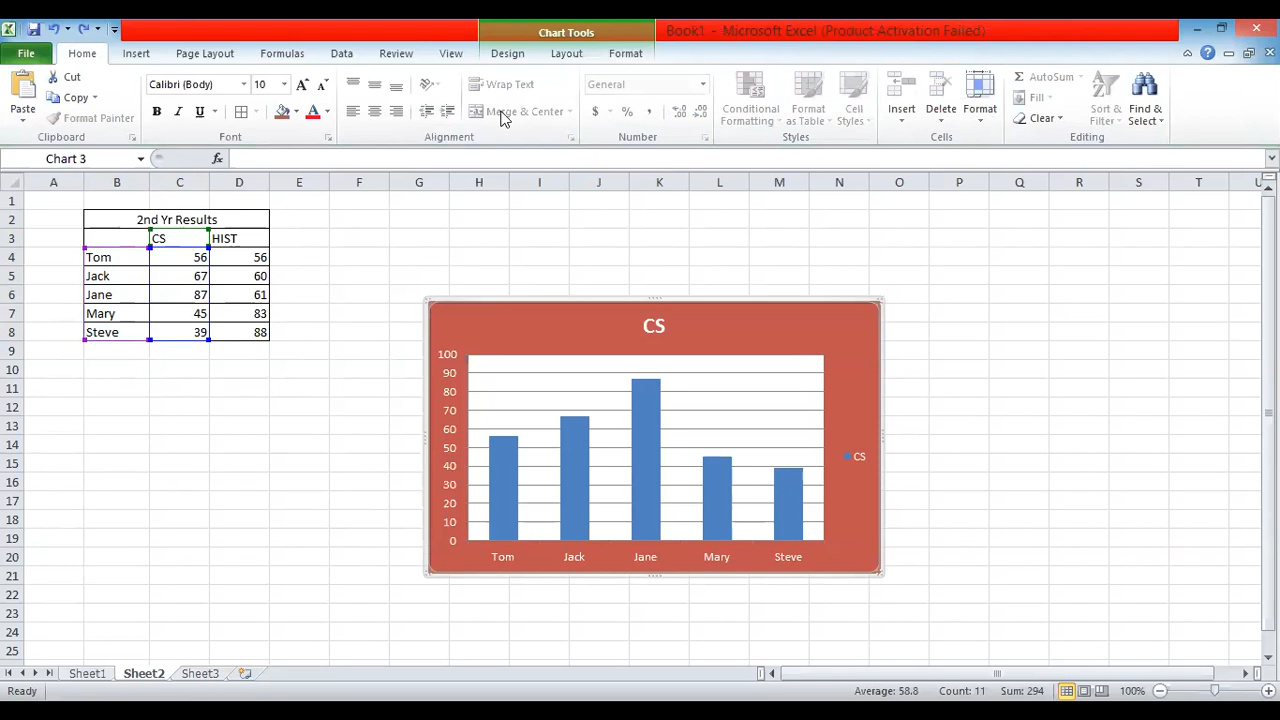 Chart Tools
Book1 - Microsoft Excel (Product Activation Failed)
File Home Insert Page Layout Formulas Data Review View Design Layout Format
Cut
Copy
Format Painter
Paste
Clipboard
Calibri (Body) 10
B I U
Font
Wrap Text
Merge & Center
Alignment
General
$ % ,
Number
Conditional Formatting
Format as Table
Cell Styles
Styles
Insert Delete Format
Cells
AutoSum
Fill
Clear
Sort & Filter
Find & Select
Editing
Chart 3
fx
A B C D E F G H I J K L M N O P Q R S T U
1
2 2nd Yr Results
3 CS HIST
4 Tom 56 56
5 Jack 67 60
6 Jane 87 61
7 Mary 45 83
8 Steve 39 88
9
10
11
12
13
14
15
16
17
18
19
20
21
22
23
24
25
CS
100
90
80
70
60
50
40
30
20
10
0
Tom Jack Jane Mary Steve
CS
Sheet1 Sheet2 Sheet3
Ready
Average: 58.8 Count: 11 Sum: 294
100%